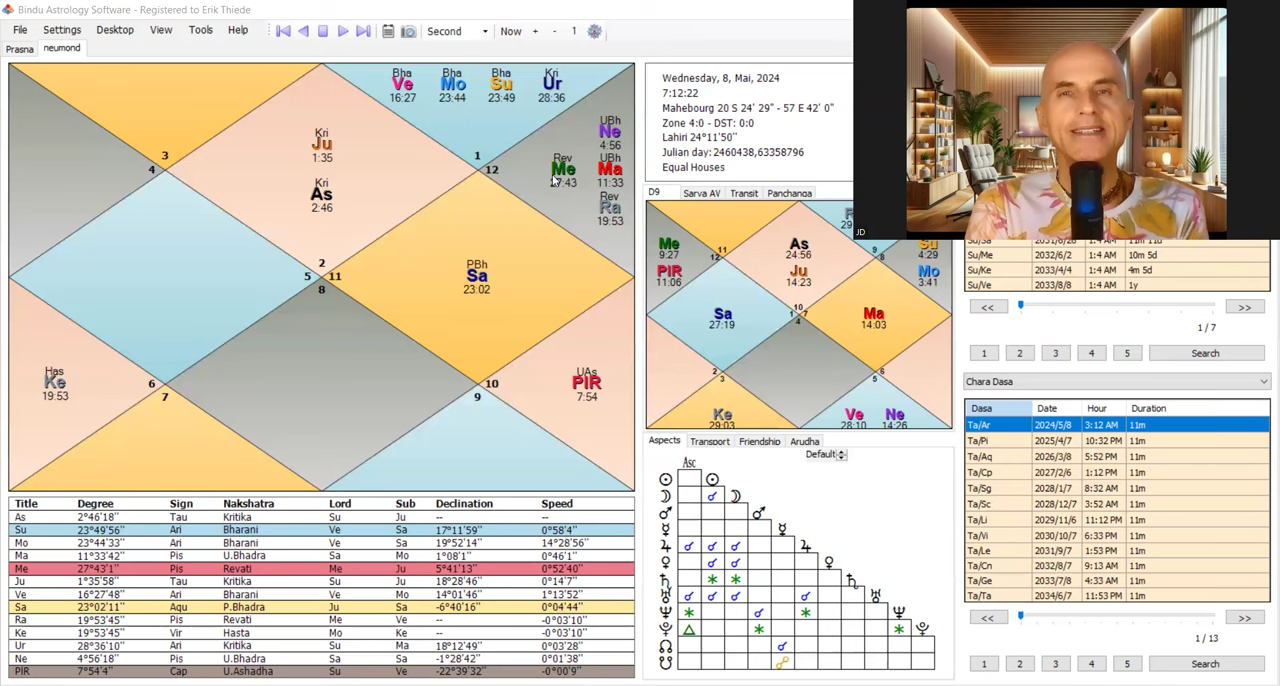 Bindu Astrology Software - Registered to Erik Thiede
File Settings Desktop View Tools Help Second Now + - 1
Prasna neumond
Bha Bha Bha Kri
Ve Mo Su Ur
16:27 23:44 23:49 28:36
UBh
Ne
4:56
Rev UBh
Me Ma
27:43 11:33
Rev
Ra
19:53
Kri
Ju
1:35
Kri
As
2:46
3
4
1
12
PBh
Sa
23:02
2
5 11
8
Has
Ke
19:53
UAs
PIR
7:54
6
7
10
9
Wednesday, 8, Mai, 2024
7:12:22
Mahebourg 20 S 24' 29" - 57 E 42' 0"
Zone 4:0 - DST: 0:0
Lahiri 24°11'50"
Julian day: 2460438,63358796
Equal Houses
JD
D9 Sarva AV Transit Panchanga
Me
9:27
PIR
11:06
11
12
As
24:56
Ju
14:23
9
8
Su
4:29
Mo
3:41
Sa
27:19
10
1 7
4
Ma
14:03
2
3
5
6
Ke
29:03
Ve Ne
28:10 14:26
Su/Sa 2031/8/26 1:4 AM 11m 11d
Su/Me 2032/6/2 1:4 AM 10m 5d
Su/Ke 2033/4/4 1:4 AM 4m 5d
Su/Ve 2033/8/8 1:4 AM 1y
<< >>
1 / 7
1 2 3 4 5 Search
Chara Dasa
Dasa Date Hour Duration
Ta/Ar 2024/5/8 3:12 AM 11m
Ta/Pi 2025/4/7 10:32 PM 11m
Ta/Aq 2026/3/8 5:52 PM 11m
Ta/Cp 2027/2/6 1:12 PM 11m
Ta/Sg 2028/1/7 8:32 AM 11m
Ta/Sc 2028/12/7 3:52 AM 11m
Ta/Li 2029/11/6 11:12 PM 11m
Ta/Vi 2030/10/7 6:33 PM 11m
Ta/Le 2031/9/7 1:53 PM 11m
Ta/Cn 2032/8/7 9:13 AM 11m
Ta/Ge 2033/7/8 4:33 AM 11m
Ta/Ta 2034/6/7 11:53 PM 11m
<< >>
1 / 13
1 2 3 4 5 Search
Aspects Transport Friendship Arudha
Default
Asc
Title Degree Sign Nakshatra Lord Sub Declination Speed
As 2°46'18" Tau Kritika Su Ju -- --
Su 23°49'56" Ari Bharani Ve Sa 17°11'59" 0°58'4"
Mo 23°44'33" Ari Bharani Ve Sa 19°52'14" 14°28'56"
Ma 11°33'42" Pis U.Bhadra Sa Mo 1°08'1" 0°46'1"
Me 27°43'1" Pis Revati Me Ju 5°41'13" 0°52'40"
Ju 1°35'58" Tau Kritika Su Ju 18°28'46" 0°14'7"
Ve 16°27'48" Ari Bharani Ve Mo 14°01'46" 1°13'52"
Sa 23°02'11" Aqu P.Bhadra Ju Sa -6°40'16" 0°04'44"
Ra 19°53'45" Pis Revati Me Ve -- -0°03'10"
Ke 19°53'45" Vir Hasta Mo Ke -- -0°03'10"
Ur 28°36'10" Ari Kritika Su Mo 18°12'49" 0°03'28"
Ne 4°56'18" Pis U.Bhadra Sa Sa -1°28'42" 0°01'38"
PIR 7°54'4" Cap U.Ashadha Su Ve -22°39'32" -0°00'9"